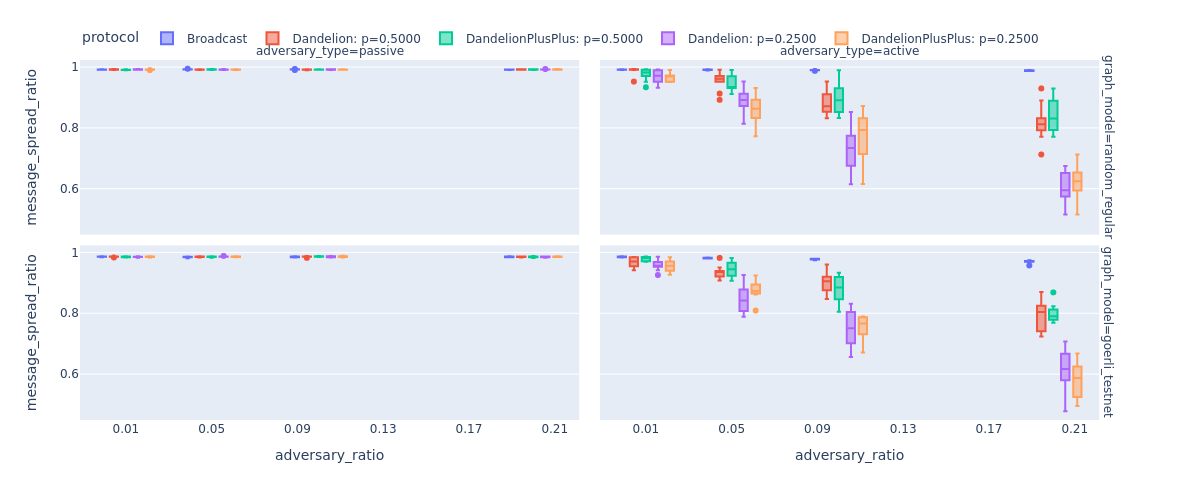 protocol Broadcast Dandelion: p=0.5000 DandelionPlusPlus: p=0.5000 Dandelion: p=0.2500 DandelionPlusPlus: p=0.2500
adversary_type=passive adversary_type=active
1
0.8
0.6
message_spread_ratio
graph_model=random_regular
1
0.8
0.6
message_spread_ratio
graph_model=goerli_testnet
0.01 0.05 0.09 0.13 0.17 0.21 0.01 0.05 0.09 0.13 0.17 0.21
adversary_ratio adversary_ratio